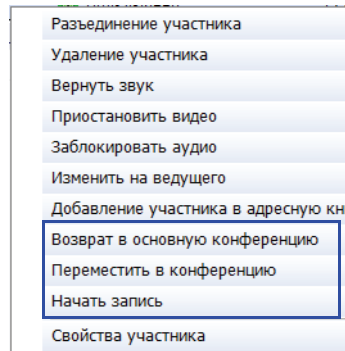 Разъединение участника
Удаление участника
Вернуть звук
Приостановить видео
Заблокировать аудио
Изменить на ведущего
Добавление участника в адресную кн
Возврат в основную конференцию
Переместить в конференцию
Начать запись
Свойства участника